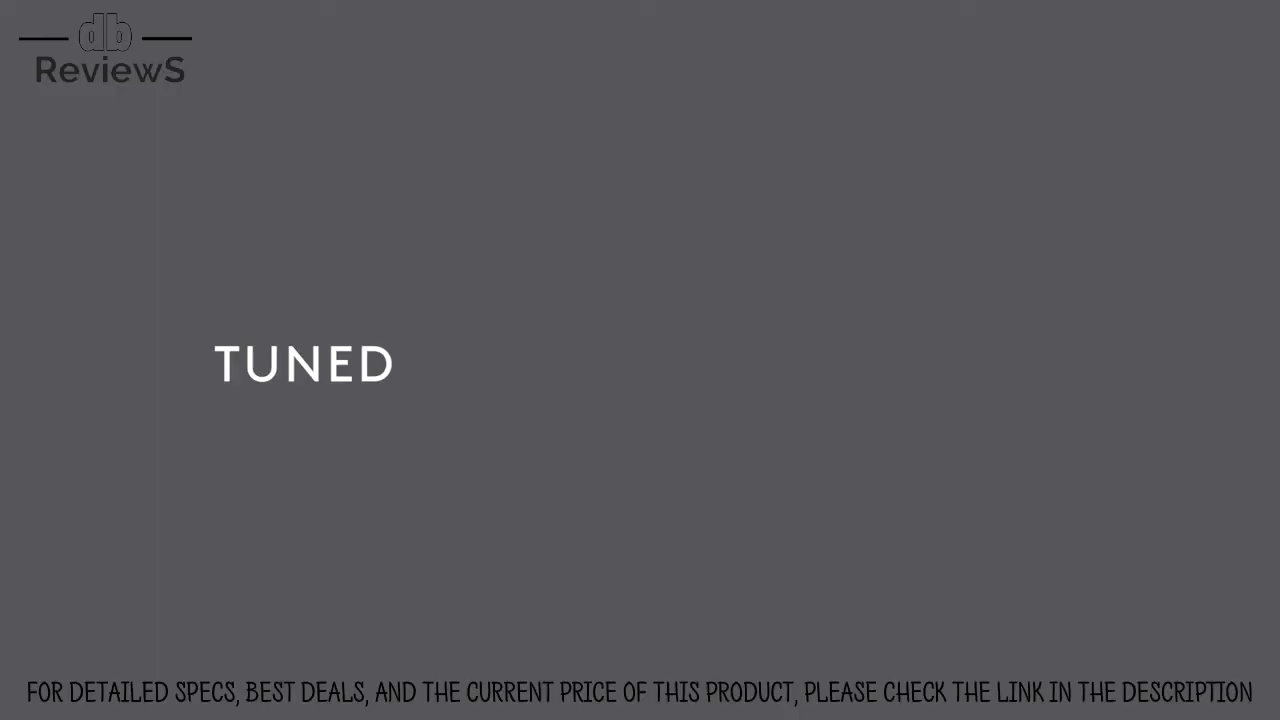 db
ReviewS
TUNED
FOR DETAILED SPECS, BEST DEALS, AND THE CURRENT PRICE OF THIS PRODUCT, PLEASE CHECK THE LINK IN THE DESCRIPTION